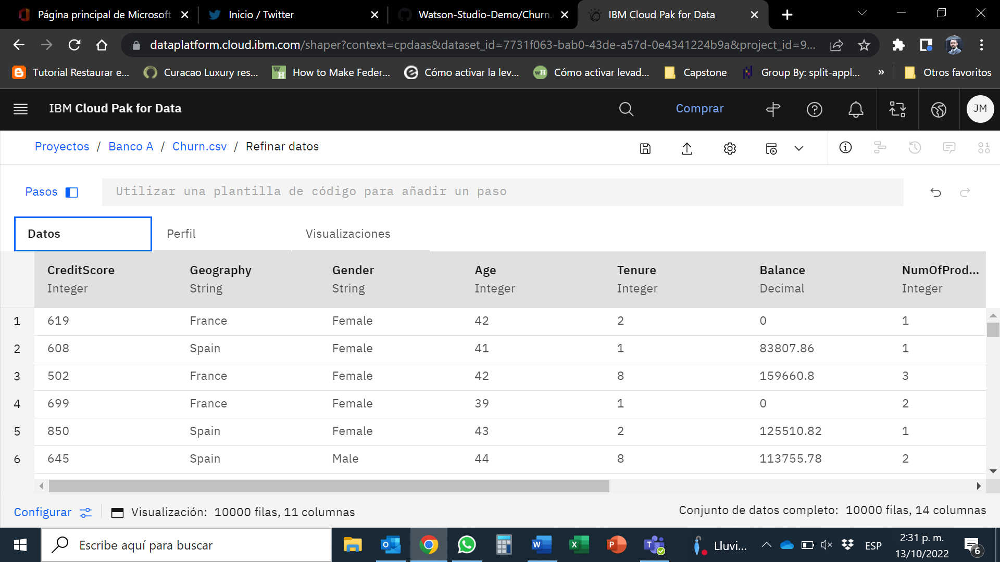 Página principal de Microsoft
Inicio / Twitter
Watson-Studio-Demo/Churn.
IBM Cloud Pak for Data
dataplatform.cloud.ibm.com/shaper?context=cpdaas&dataset_id=7731f063-bab0-43de-a57d-0e4341224b9a&project_id=9...
Tutorial Restaurar e... Curacao Luxury res... How to Make Feder... Cómo activar la lev... Cómo activar levad... Capstone Group By: split-appl... » Otros favoritos
IBM Cloud Pak for Data Comprar JM
Proyectos / Banco A / Churn.csv / Refinar datos
Pasos Utilizar una plantilla de código para añadir un paso
Datos Perfil Visualizaciones
CreditScore Geography Gender Age Tenure Balance NumOfProd...
Integer String String Integer Integer Decimal Integer
1 619 France Female 42 2 0 1
2 608 Spain Female 41 1 83807.86 1
3 502 France Female 42 8 159660.8 3
4 699 France Female 39 1 0 2
5 850 Spain Female 43 2 125510.82 1
6 645 Spain Male 44 8 113755.78 2
Configurar Visualización: 10000 filas, 11 columnas Conjunto de datos completo: 10000 filas, 14 columnas
Escribe aquí para buscar Lluvi... ESP
2:31 p. m.
13/10/2022
6